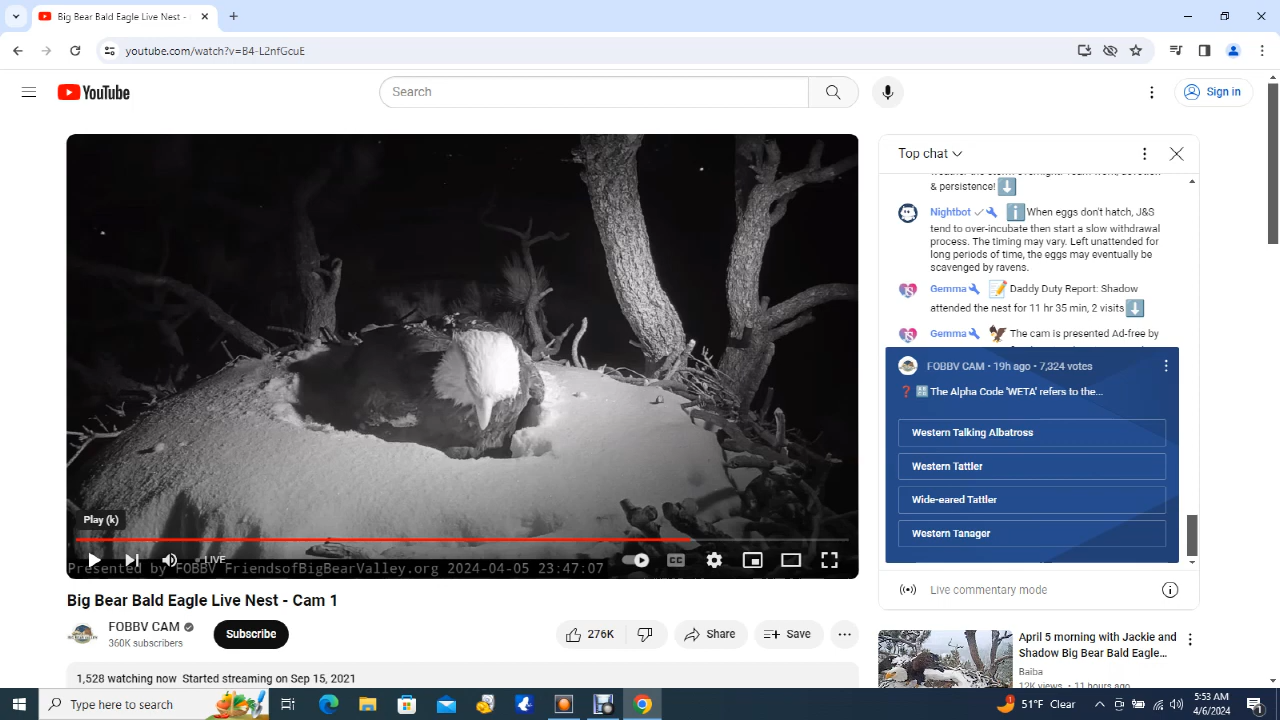 Big Bear Bald Eagle Live Nest -
youtube.com/watch?v=B4-L2nfGcuE
YouTube
Search
Sign in
Top chat
& persistence!
Nightbot When eggs don't hatch, J&S
tend to over-incubate then start a slow withdrawal
process. The timing may vary. Left unattended for
long periods of time, the eggs may eventually be
scavenged by ravens.
Gemma Daddy Duty Report: Shadow
attended the nest for 11 hr 35 min, 2 visits
Gemma The cam is presented Ad-free by
FOBBV CAM • 19h ago • 7,324 votes
The Alpha Code 'WETA' refers to the...
Western Talking Albatross
Western Tattler
Wide-eared Tattler
Western Tanager
Live commentary mode
Play (k)
LIVE
Presented by FOBBV FriendsofBigBearValley.org 2024-04-05 23:47:07
Big Bear Bald Eagle Live Nest - Cam 1
FOBBV CAM
360K subscribers
Subscribe
276K
Share
Save
1,528 watching now Started streaming on Sep 15, 2021
April 5 morning with Jackie and
Shadow Big Bear Bald Eagle...
Baiba
12K views • 11 hours ago
Type here to search
51°F Clear
5:53 AM
4/6/2024